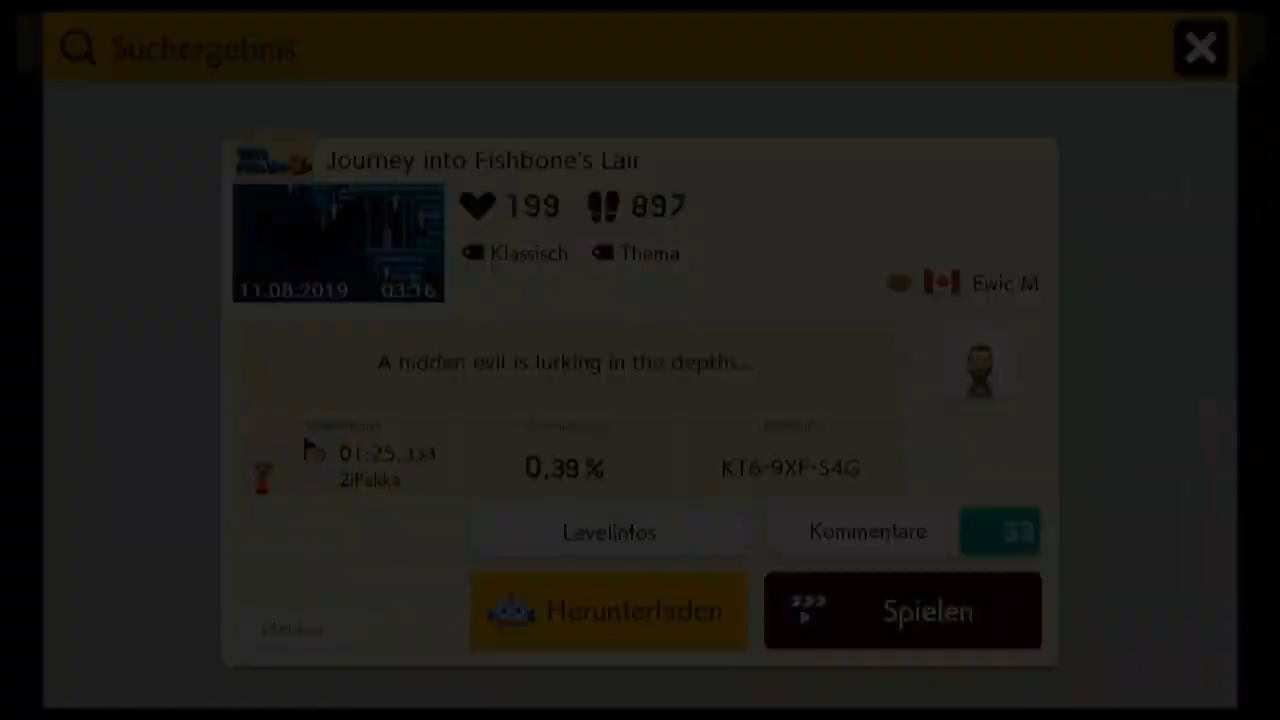 Suchergebnis
Journey into Fishbone's Lair
199 897
Klassisch Thema
11.08.2019 03:16
Ewic M
A hidden evil is lurking in the depths...
01:25.333
2iPakka
0.39 %
KT6-9XF-S4G
Levelinfos
Kommentare 33
Herunterladen
Spielen